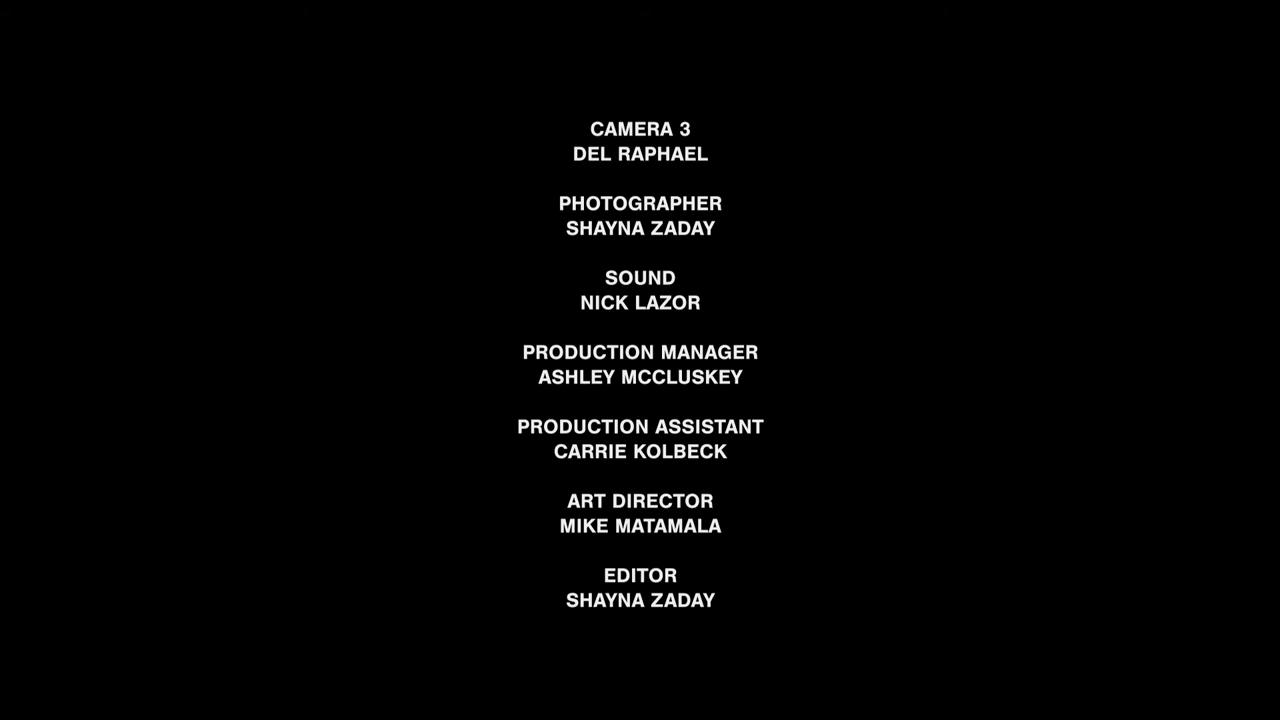 CAMERA 3
DEL RAPHAEL
PHOTOGRAPHER
SHAYNA ZADAY
SOUND
NICK LAZOR
PRODUCTION MANAGER
ASHLEY MCCLUSKEY
PRODUCTION ASSISTANT
CARRIE KOLBECK
ART DIRECTOR
MIKE MATAMALA
EDITOR
SHAYNA ZADAY